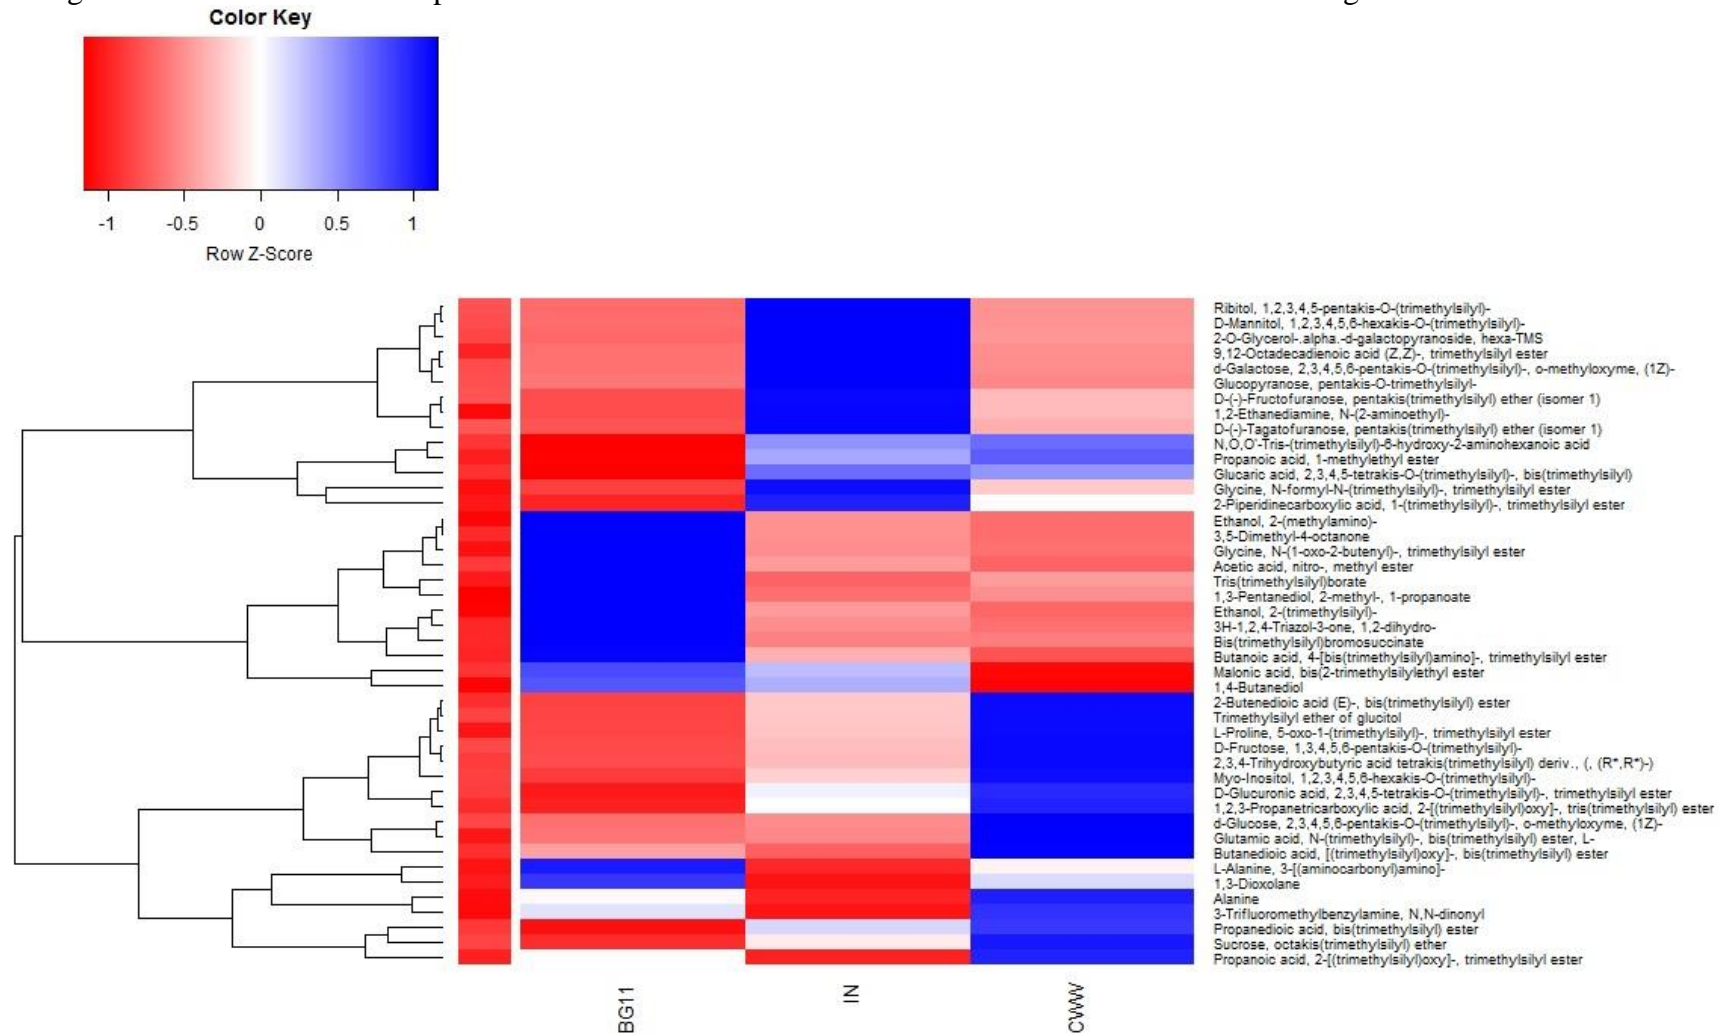 Color Key
-1 -0.5 0 0.5 1
Row Z-Score
Ribitol, 1,2,3,4,5-pentakis-O-(trimethylsilyl)-
D-Mannitol, 1,2,3,4,5,6-hexakis-O-(trimethylsilyl)-
2-O-Glycerol-.alpha.-d-galactopyranoside, hexa-TMS
9,12-Octadecadienoic acid (Z,Z)-, trimethylsilyl ester
d-Galactose, 2,3,4,5,6-pentakis-O-(trimethylsilyl)-, o-methyloxyme, (1Z)-
Glucopyranose, pentakis-O-trimethylsilyl-
D-(-)-Fructofuranose, pentakis(trimethylsilyl) ether (isomer 1)
1,2-Ethanediamine, N-(2-aminoethyl)-
D-(-)-Tagatofuranose, pentakis(trimethylsilyl) ether (isomer 1)
N,O,O'-Tris-(trimethylsilyl)-6-hydroxy-2-aminohexanoic acid
Propanoic acid, 1-methylethyl ester
Glucaric acid, 2,3,4,5-tetrakis-O-(trimethylsilyl)-, bis(trimethylsilyl)
Glycine, N-formyl-N-(trimethylsilyl)-, trimethylsilyl ester
2-Piperidinecarboxylic acid, 1-(trimethylsilyl)-, trimethylsilyl ester
Ethanol, 2-(methylamino)-
3,5-Dimethyl-4-octanone
Glycine, N-(1-oxo-2-butenyl)-, trimethylsilyl ester
Acetic acid, nitro-, methyl ester
Tris(trimethylsilyl)borate
1,3-Pentanediol, 2-methyl-, 1-propanoate
Ethanol, 2-(trimethylsilyl)-
3H-1,2,4-Triazol-3-one, 1,2-dihydro-
Bis(trimethylsilyl)bromosuccinate
Butanoic acid, 4-[bis(trimethylsilyl)amino]-, trimethylsilyl ester
Malonic acid, bis(2-trimethylsilylethyl ester
1,4-Butanediol
2-Butenedioic acid (E)-, bis(trimethylsilyl) ester
Trimethylsilyl ether of glucitol
L-Proline, 5-oxo-1-(trimethylsilyl)-, trimethylsilyl ester
D-Fructose, 1,3,4,5,6-pentakis-O-(trimethylsilyl)-
2,3,4-Trihydroxybutyric acid tetrakis(trimethylsilyl) deriv., (, (R*,R*)-)
Myo-Inositol, 1,2,3,4,5,6-hexakis-O-(trimethylsilyl)-
D-Glucuronic acid, 2,3,4,5-tetrakis-O-(trimethylsilyl)-, trimethylsilyl ester
1,2,3-Propanetricarboxylic acid, 2-[(trimethylsilyl)oxy]-, tris(trimethylsilyl) ester
d-Glucose, 2,3,4,5,6-pentakis-O-(trimethylsilyl)-, o-methyloxyme, (1Z)-
Glutamic acid, N-(trimethylsilyl)-, bis(trimethylsilyl) ester, L-
Butanedioic acid, [(trimethylsilyl)oxy]-, bis(trimethylsilyl) ester
L-Alanine, 3-[(aminocarbonyl)amino]-
1,3-Dioxolane
Alanine
3-Trifluoromethylbenzylamine, N,N-dinonyl
Propanedioic acid, bis(trimethylsilyl) ester
Sucrose, octakis(trimethylsilyl) ether
Propanoic acid, 2-[(trimethylsilyl)oxy]-, trimethylsilyl ester
BG11 IN CWW